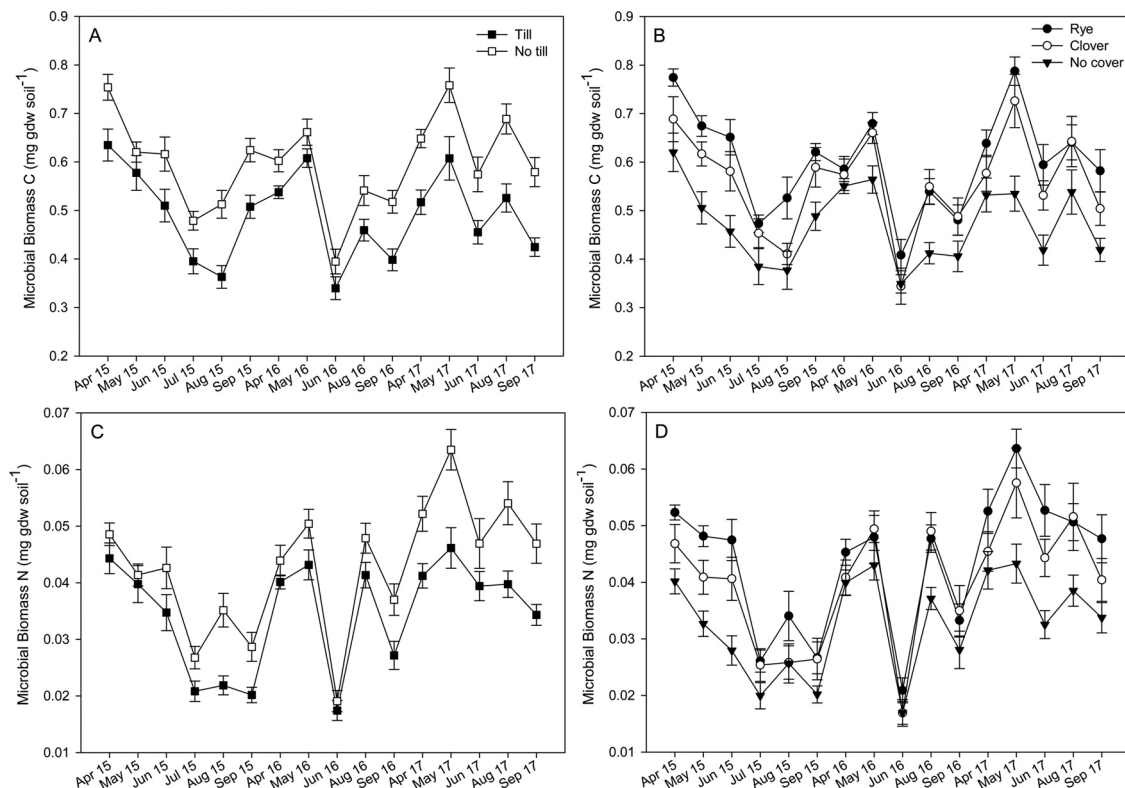 A
Till
No till
Microbial Biomass C (mg gdw soil⁻¹)
0.9
0.8
0.7
0.6
0.5
0.4
0.3
0.2
Apr 15
May 15
Jun 15
Jul 15
Aug 15
Sep 15
Apr 16
May 16
Jun 16
Aug 16
Sep 16
Apr 17
May 17
Jun 17
Aug 17
Sep 17
B
Rye
Clover
No cover
Microbial Biomass C (mg gdw soil⁻¹)
0.9
0.8
0.7
0.6
0.5
0.4
0.3
0.2
Apr 15
May 15
Jun 15
Jul 15
Aug 15
Sep 15
Apr 16
May 16
Jun 16
Aug 16
Sep 16
Apr 17
May 17
Jun 17
Aug 17
Sep 17
C
Microbial Biomass N (mg gdw soil⁻¹)
0.07
0.06
0.05
0.04
0.03
0.02
0.01
Apr 15
May 15
Jun 15
Jul 15
Aug 15
Sep 15
Apr 16
May 16
Jun 16
Aug 16
Sep 16
Apr 17
May 17
Jun 17
Aug 17
Sep 17
D
Microbial Biomass N (mg gdw soil⁻¹)
0.07
0.06
0.05
0.04
0.03
0.02
0.01
Apr 15
May 15
Jun 15
Jul 15
Aug 15
Sep 15
Apr 16
May 16
Jun 16
Aug 16
Sep 16
Apr 17
May 17
Jun 17
Aug 17
Sep 17